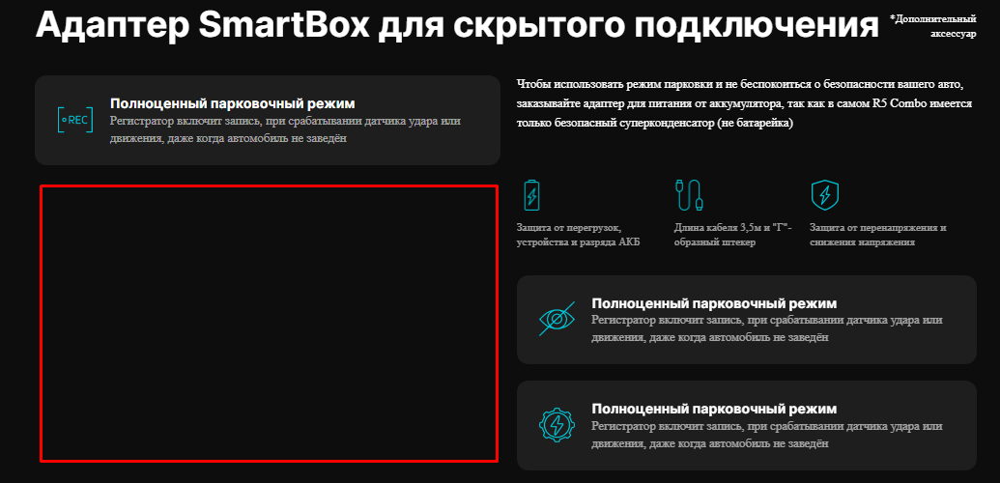 Адаптер SmartBox для скрытого подключения
*Дополнительный
аксессуар
REC
Полноценный парковочный режим
Регистратор включит запись, при срабатывании датчика удара или
движения, даже когда автомобиль не заведён
Чтобы использовать режим парковки и не беспокоиться о безопасности вашего авто,
заказывайте адаптер для питания от аккумулятора, так как в самом R5 Combo имеется
только безопасный суперконденсатор (не батарейка)
Защита от перегрузок,
устройства и разряда АКБ
Длина кабеля 3,5м и "Г"-
образный штекер
Защита от перенапряжения и
снижения напряжения
Полноценный парковочный режим
Регистратор включит запись, при срабатывании датчика удара или
движения, даже когда автомобиль не заведён
Полноценный парковочный режим
Регистратор включит запись, при срабатывании датчика удара или
движения, даже когда автомобиль не заведён